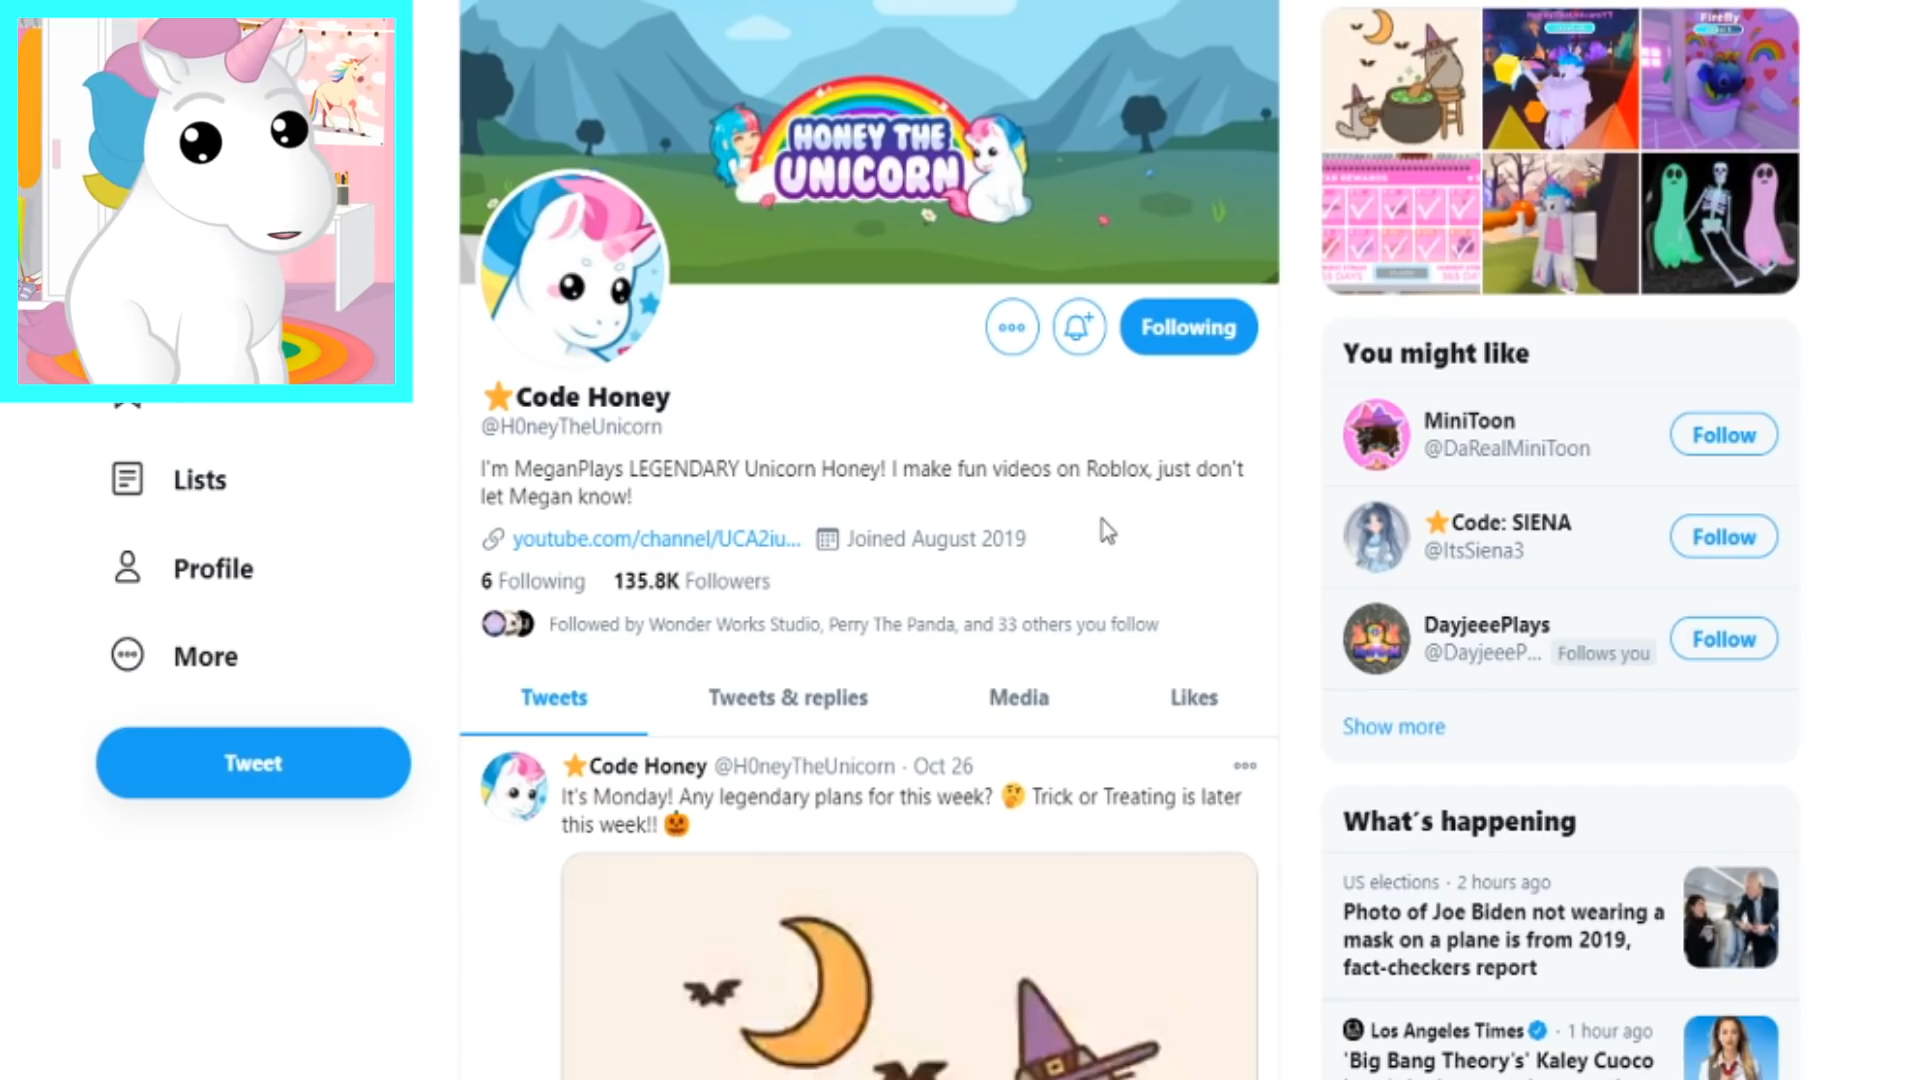 HONEY THE
UNICORN
Following
⭐Code Honey
@H0neyTheUnicorn
I'm MeganPlays LEGENDARY Unicorn Honey! I make fun videos on Roblox, just don't
let Megan know!
youtube.com/channel/UCA2iu... Joined August 2019
6 Following 135.8K Followers
Followed by Wonder Works Studio, Perry The Panda, and 33 others you follow
Tweets Tweets & replies Media Likes
⭐Code Honey @H0neyTheUnicorn · Oct 26
It's Monday! Any legendary plans for this week? 🤔 Trick or Treating is later
this week!! 🎃
Lists
Profile
More
Tweet
Firefly
You might like
MiniToon
@DaRealMiniToon
Follow
⭐Code: SIENA
@ItsSiena3
Follow
DayjeeePlays
@DayjeeeP... Follows you
Follow
Show more
What's happening
US elections · 2 hours ago
Photo of Joe Biden not wearing a
mask on a plane is from 2019,
fact-checkers report
Los Angeles Times · 1 hour ago
'Big Bang Theory's' Kaley Cuoco